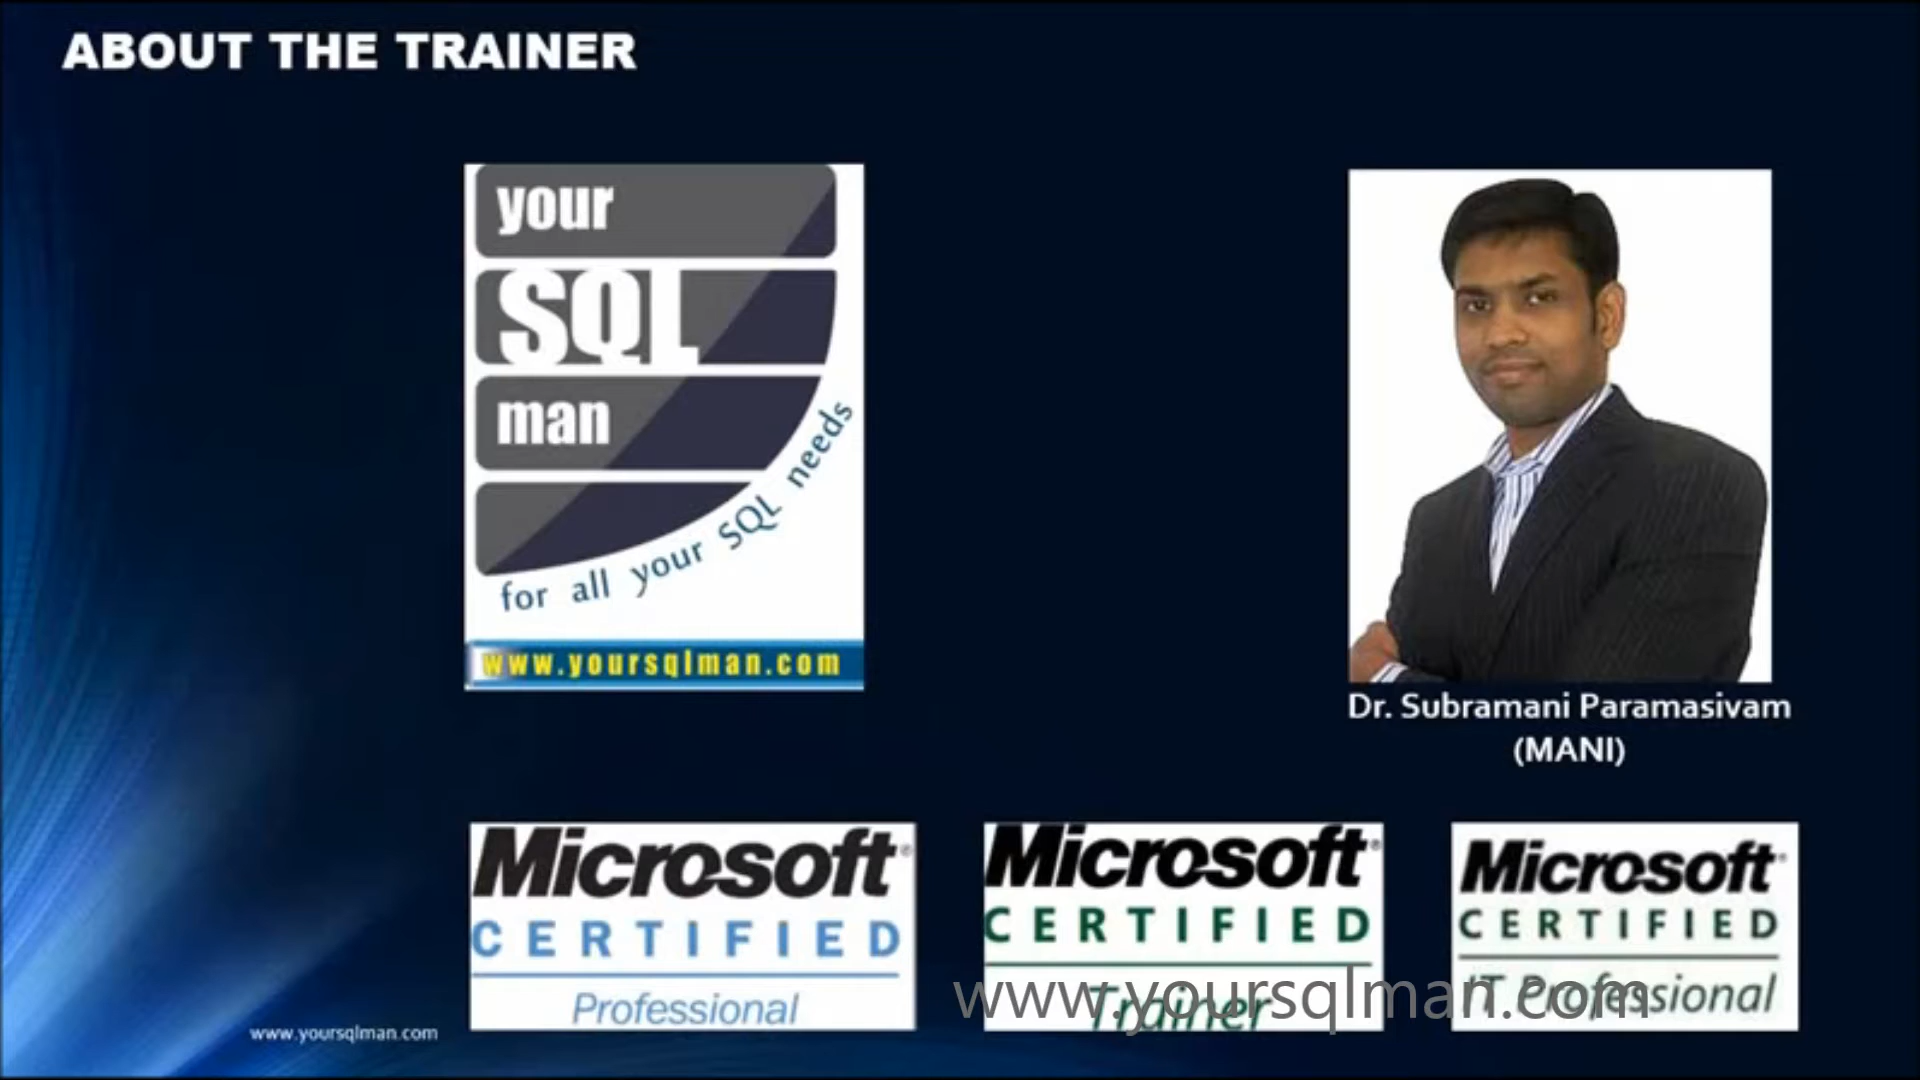 ABOUT THE TRAINER
your
SQL
man
for all your SQL needs
www.yoursqlman.com
Dr. Subramani Paramasivam
(MANI)
Microsoft®
CERTIFIED
Professional
Microsoft®
CERTIFIED
Trainer
Microsoft®
CERTIFIED
IT Professional
www.yoursqlman.com
www.yoursqlman.com